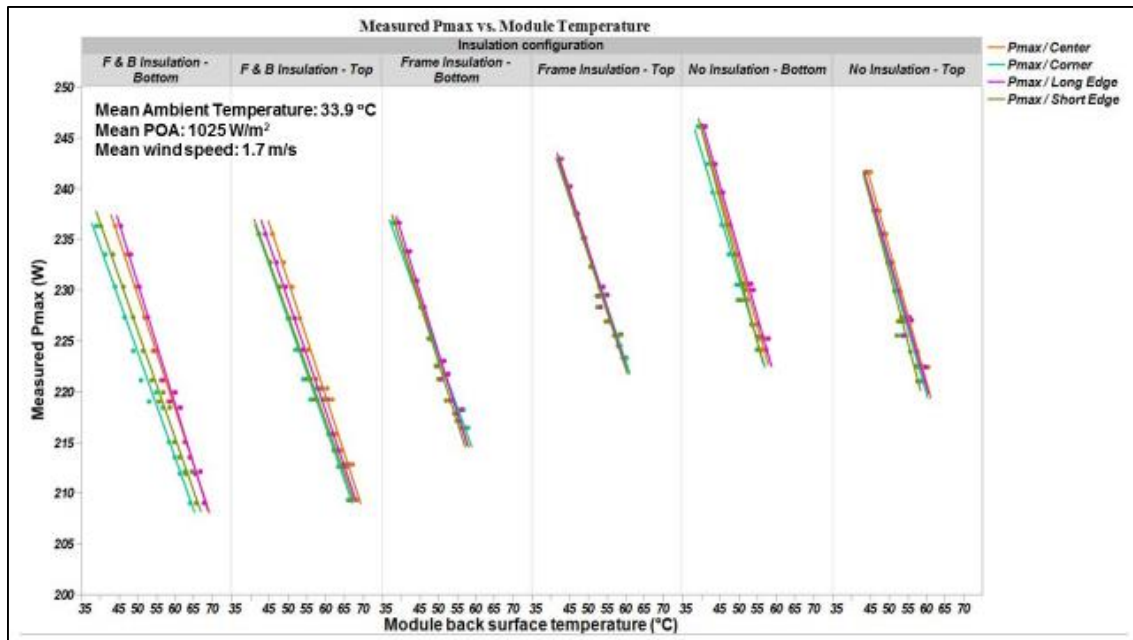 Measured Pmax vs. Module Temperature
Insulation configuration
F & B Insulation - Bottom
F & B Insulation - Top
Frame Insulation - Bottom
Frame Insulation - Top
No Insulation - Bottom
No Insulation - Top
Pmax / Center
Pmax / Corner
Pmax / Long Edge
Pmax / Short Edge
Mean Ambient Temperature: 33.9 °C
Mean POA: 1025 W/m²
Mean wind speed: 1.7 m/s
Measured Pmax (W)
250
245
240
235
230
225
220
215
210
205
200
35 45 50 55 60 65 70 35 45 50 55 60 65 70 35 45 50 55 60 65 70 35 45 50 55 60 65 70 35 45 50 55 60 65 70 35 45 50 55 60 65 70
Module back surface temperature (°C)